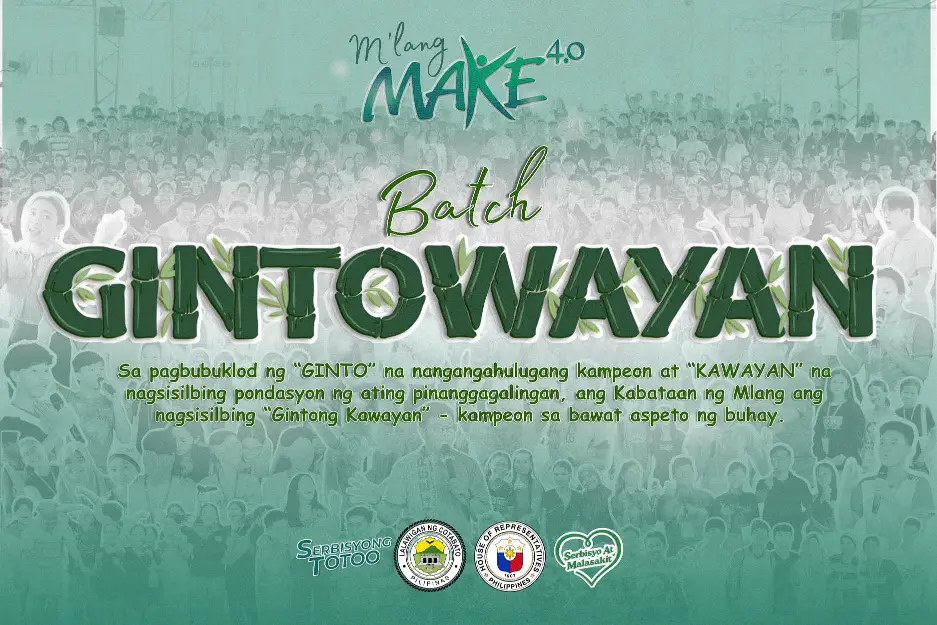 M'lang
MAKE 4.0
Batch
GINTOWAYAN
Sa pagbubuklod ng “GINTO” na nangangahulugang kampeon at “KAWAYAN” na
nagsisilbing pondasyon ng ating pinanggagalingan, ang Kabataan ng Mlang ang
nagsisilbing “Gintong Kawayan” - kampeon sa bawat aspeto ng buhay.
SERBISYONG
TOTOO
LALAWIGAN NG COTABATO
PILIPINAS
HOUSE OF REPRESENTATIVES
1907
PHILIPPINES
Serbisyo At
Malasakit